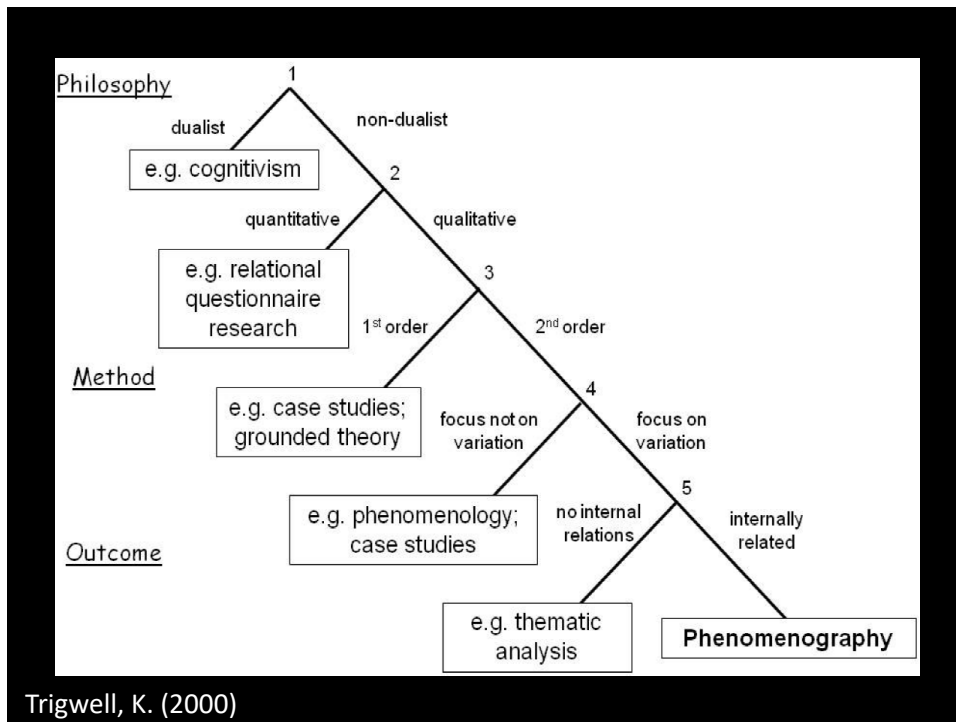 1
Philosophy
dualist
non-dualist
e.g. cognitivism
2
quantitative
qualitative
e.g. relational
questionnaire
research
3
1st order
2nd order
Method
4
e.g. case studies;
grounded theory
focus not on
variation
focus on
variation
5
e.g. phenomenology;
case studies
no internal
relations
internally
related
Outcome
e.g. thematic
analysis
Phenomenography
Trigwell, K. (2000)